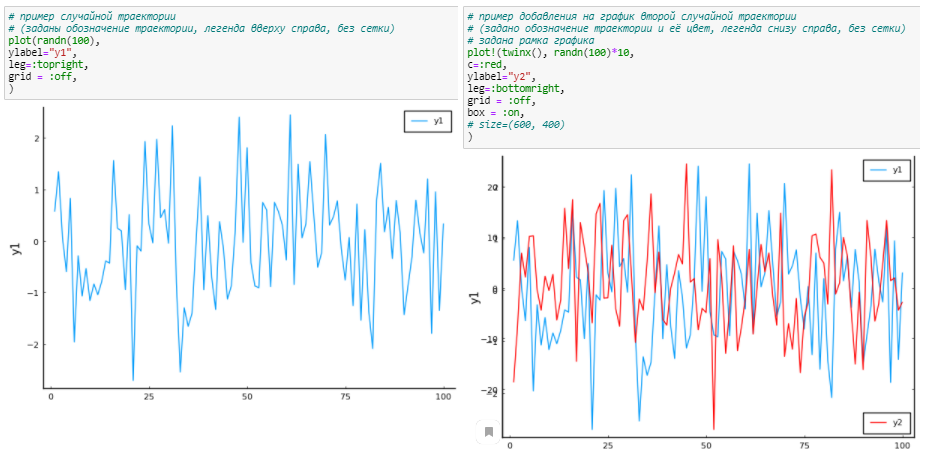 # пример случайной траектории
# (заданы обозначение траектории, легенда вверху справа, без сетки)
plot(randn(100),
ylabel="y1",
leg=:topright,
grid = :off,
)
y1
2
1
0
−1
−2
y1
0
25
50
75
100
# пример добавления на график второй случайной траектории
# (задано обозначение траектории и её цвет, легенда снизу справа, без сетки)
# задана рамка графика
plot!(twinx(), randn(100)*10,
c=:red,
ylabel="y2",
leg=:bottomright,
grid = :off,
box = :on,
# size=(600, 400)
)
y1
20
2
10
1
0
0
−10
−1
−20
−2
y1
y2
0
25
50
75
100